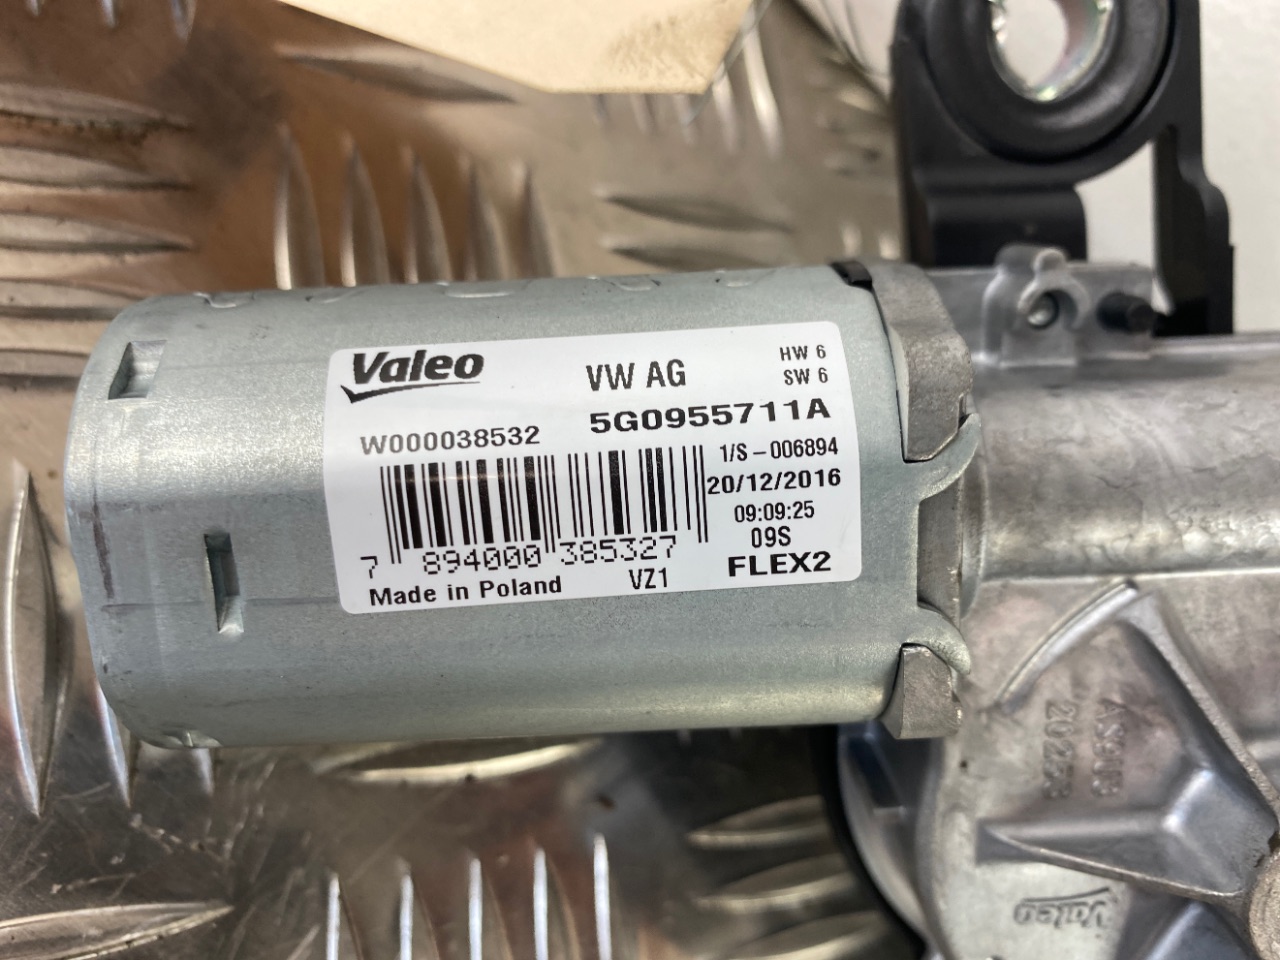 Valeo
VW AG
HW 6
SW 6
5G0955711A
W000038532
1/S-006894
20/12/2016
09:09:25
09S
7 894000 385327
Made in Poland
VZ1
FLEX2
Valeo